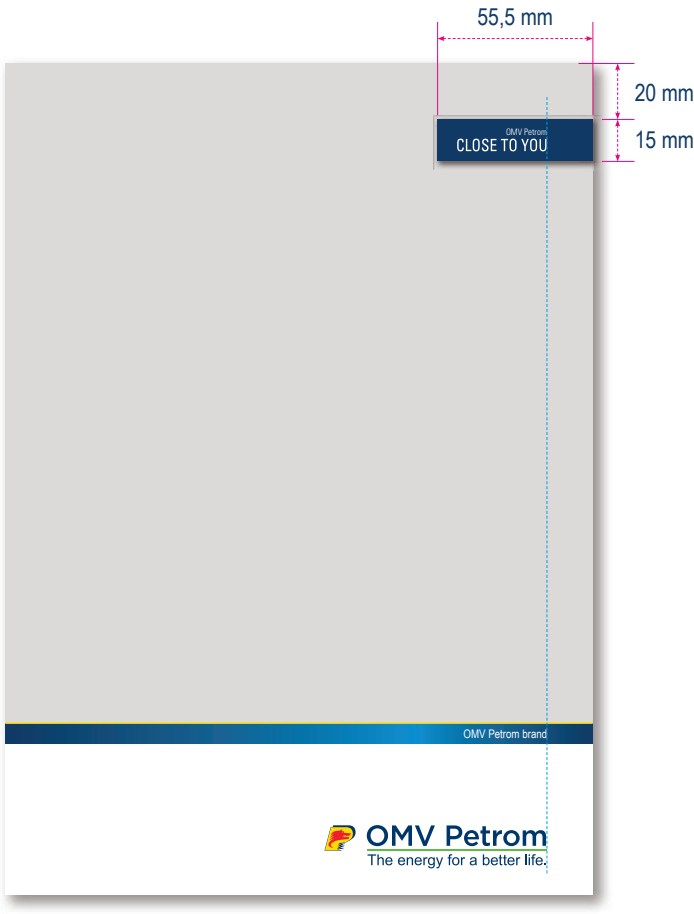 55,5 mm
20 mm
OMV Petrom
CLOSE TO YOU
15 mm
OMV Petrom brand
OMV Petrom
The energy for a better life.